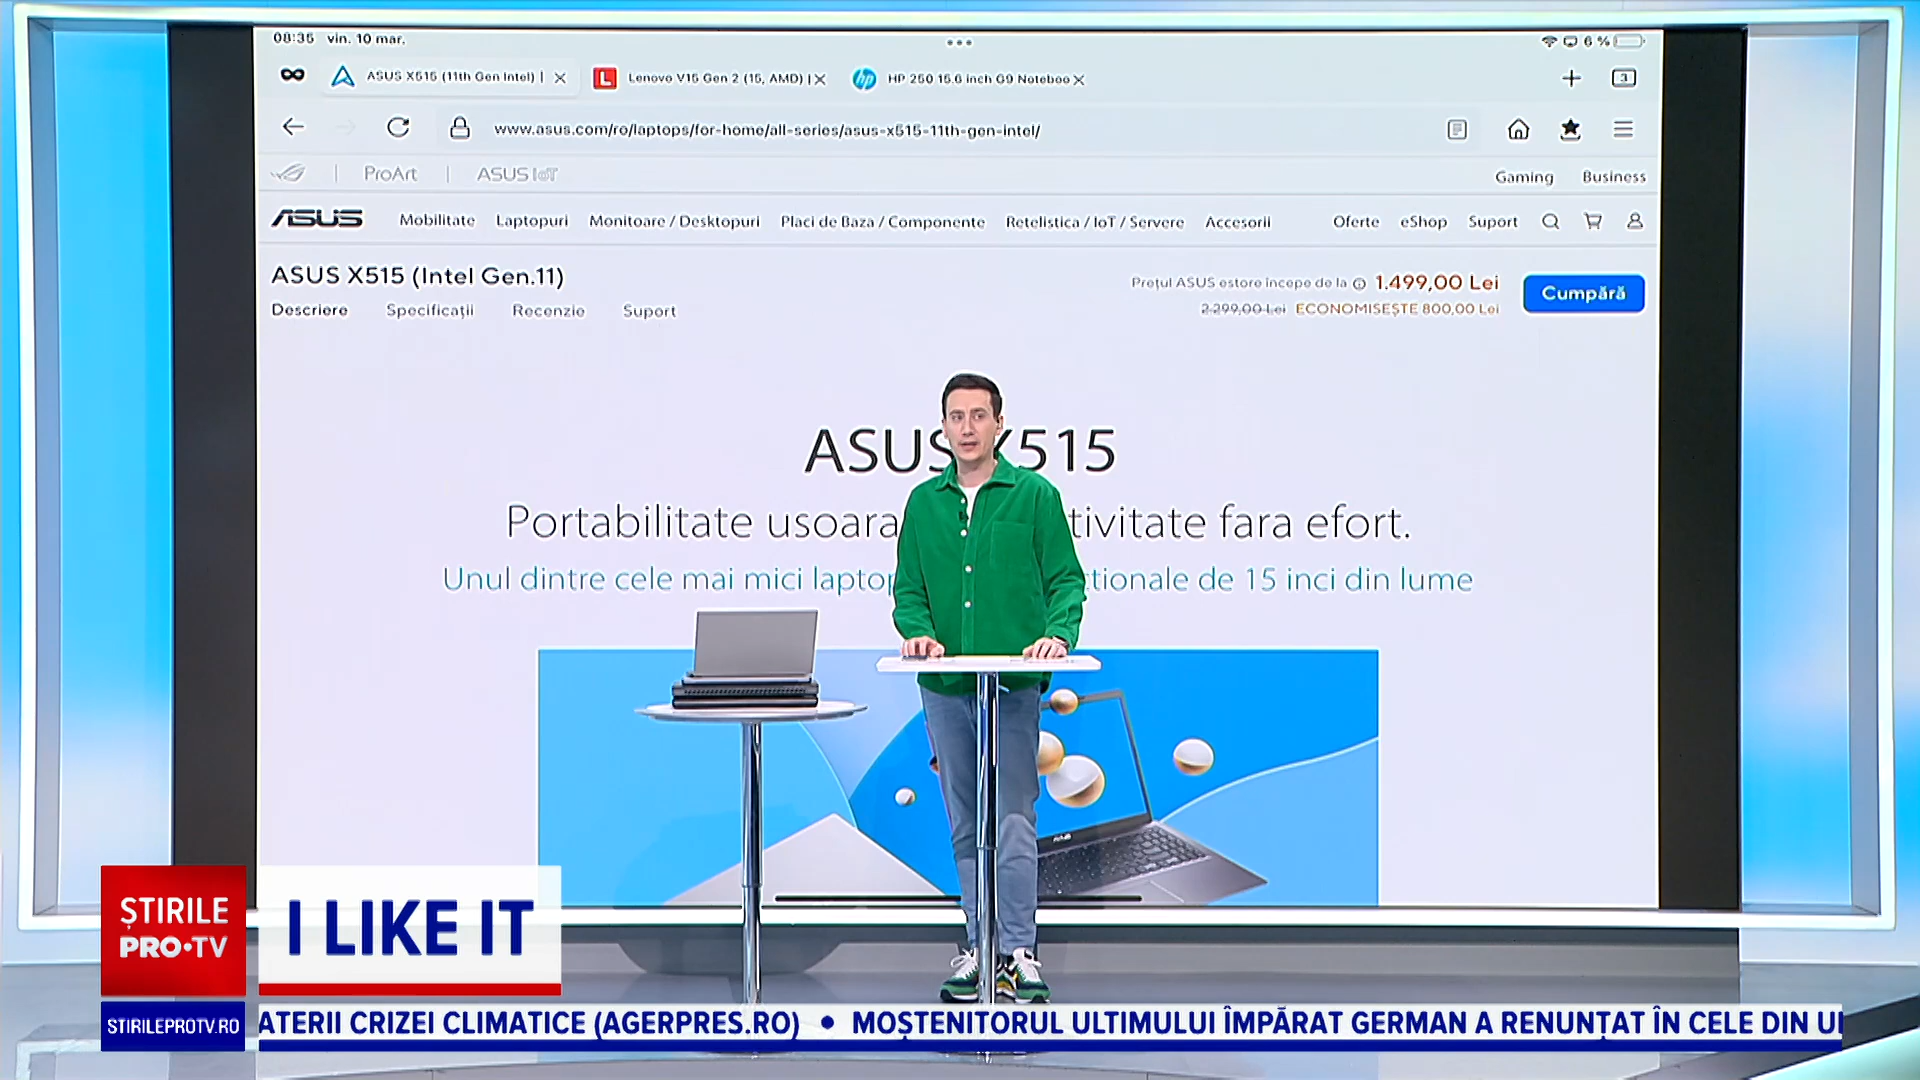 08:35 vin. 10 mar.
6 %
ASUS X515 (11th Gen Intel) |
Lenovo V15 Gen 2 (15, AMD) |
HP 250 15.6 inch G9 Noteboo
3
www.asus.com/ro/laptops/for-home/all-series/asus-x515-11th-gen-intel/
ProArt
ASUS IoT
Gaming
Business
ASUS
Mobilitate
Laptopuri
Monitoare / Desktopuri
Placi de Baza / Componente
Retelistica / IoT / Servere
Accesorii
Oferte
eShop
Suport
ASUS X515 (Intel Gen.11)
Prețul ASUS estore începe de la
1.499,00 Lei
Cumpără
Descriere
Specificații
Recenzie
Suport
2.299,00 Lei ECONOMISEȘTE 800,00 Lei
ASUS X515
Portabilitate usoara tivitate fara efort.
Unul dintre cele mai mici laptop ctionale de 15 inci din lume
ASUS
ȘTIRILE
PRO•TV
I LIKE IT
STIRILEPROTV.RO
ATERII CRIZEI CLIMATICE (AGERPRES.RO) • MOȘTENITORUL ULTIMULUI ÎMPĂRAT GERMAN A RENUNȚAT ÎN CELE DIN U